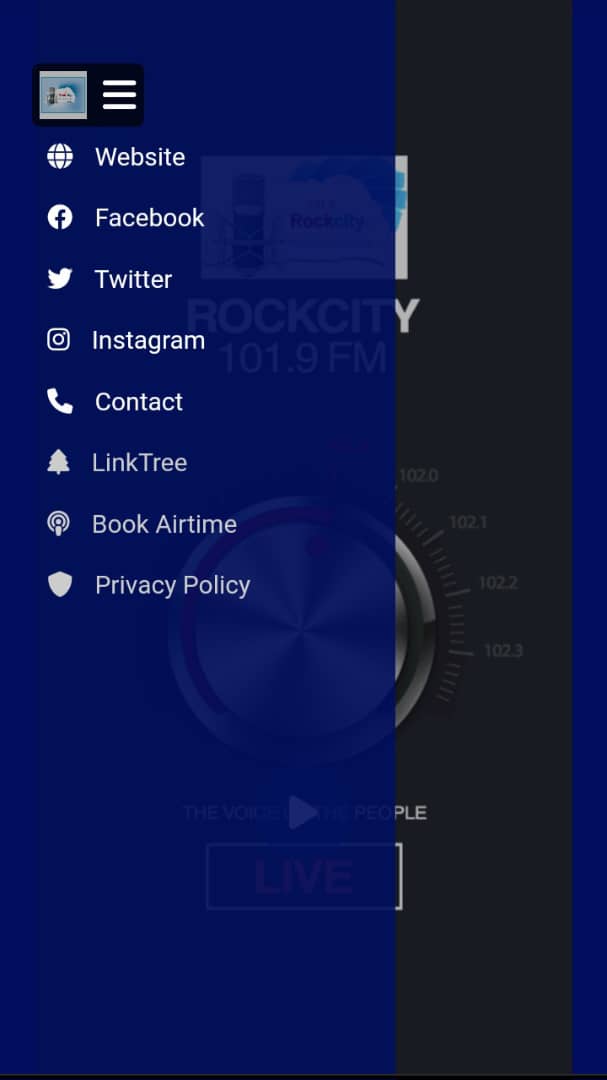 Website
Facebook
Twitter
Instagram
Contact
LinkTree
Book Airtime
Privacy Policy
Rockcity
ROCKCITY
101.9 FM
102.0
102.1
102.2
102.3
THE VOICE THE PEOPLE
LIVE